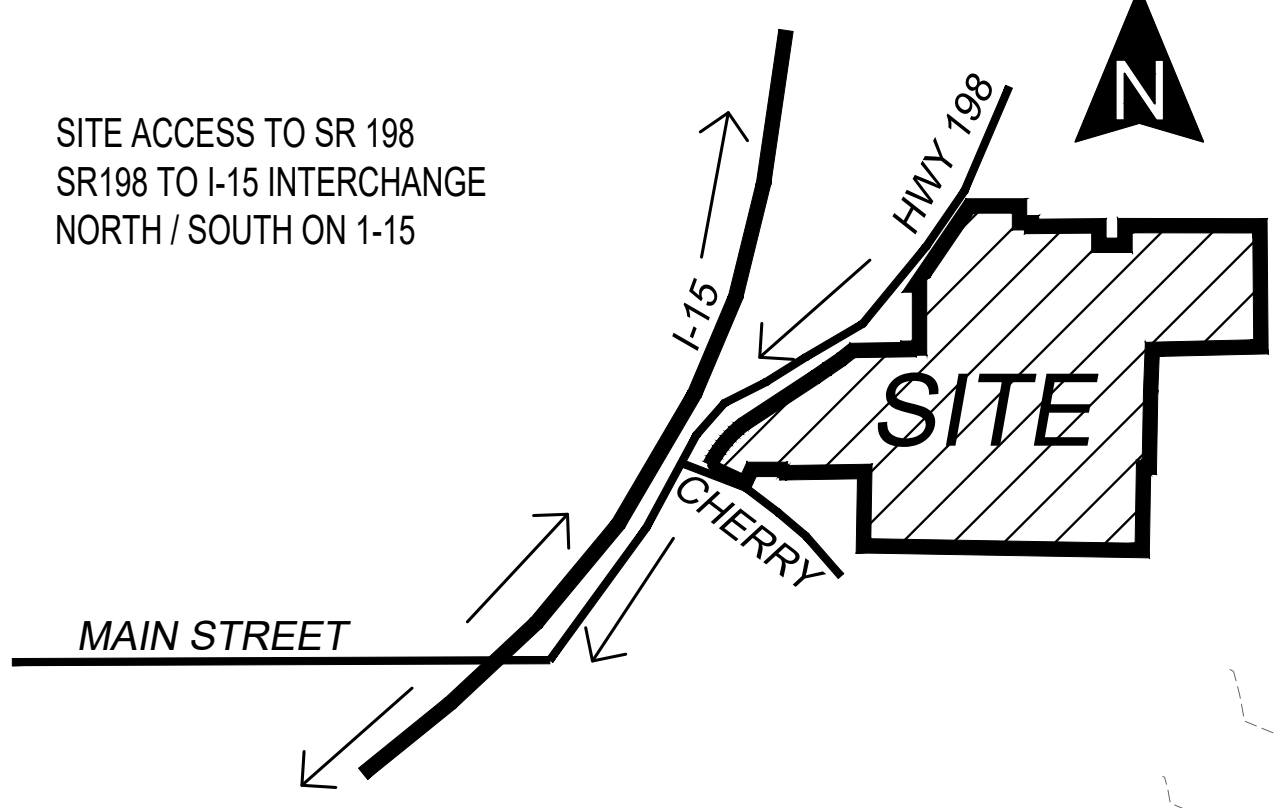 SITE ACCESS TO SR 198
SR198 TO I-15 INTERCHANGE
NORTH / SOUTH ON 1-15
N
HWY 198
I-15
SITE
CHERRY
MAIN STREET